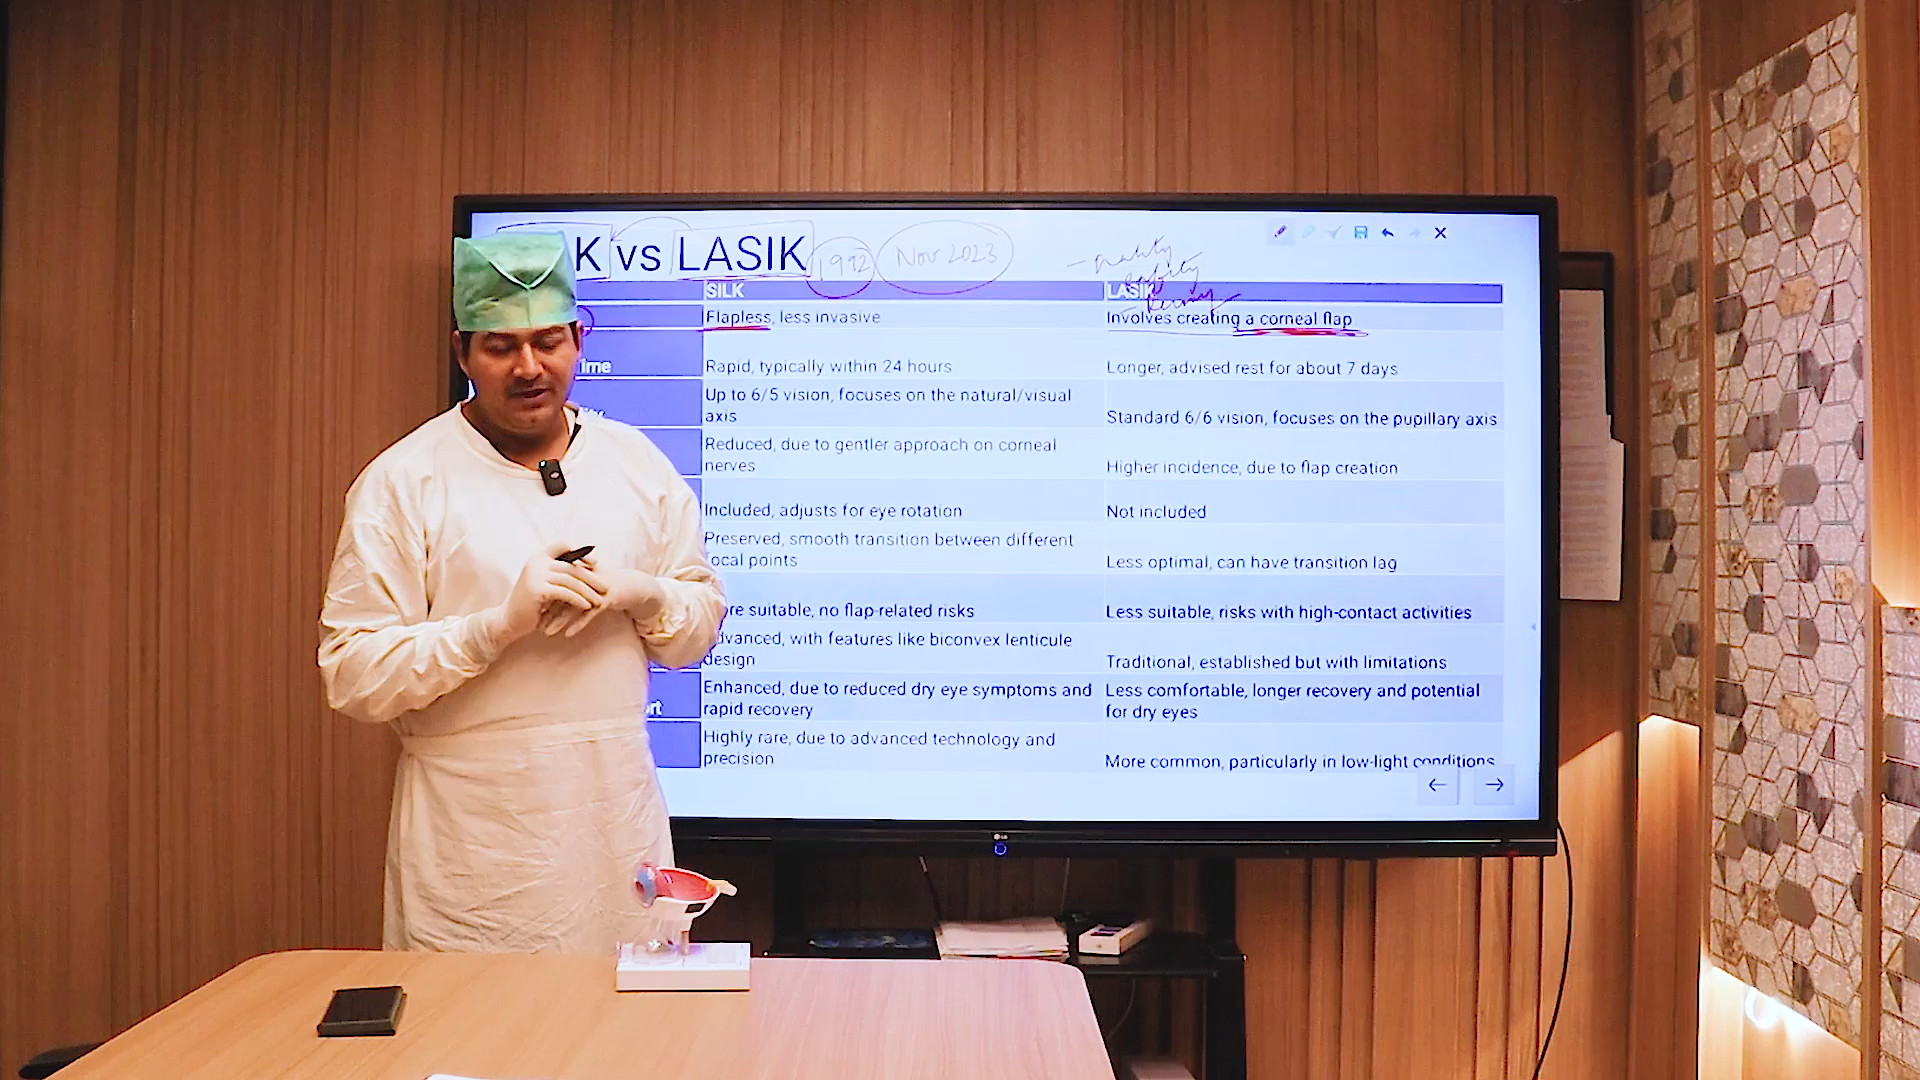 K vs LASIK 1992 Nov 2023
SILK
LASIK
Flapless, less invasive
Involves creating a corneal flap
Time
Rapid, typically within 24 hours
Longer, advised rest for about 7 days
Up to 6/5 vision, focuses on the natural/visual
axis
Standard 6/6 vision, focuses on the pupillary axis
Reduced, due to gentler approach on corneal
nerves
Higher incidence, due to flap creation
Included, adjusts for eye rotation
Not included
Preserved, smooth transition between different
focal points
Less optimal, can have transition lag
ore suitable, no flap-related risks
Less suitable, risks with high-contact activities
dvanced, with features like biconvex lenticule
design
Traditional, established but with limitations
rt
Enhanced, due to reduced dry eye symptoms and
rapid recovery
Less comfortable, longer recovery and potential
for dry eyes
Highly rare, due to advanced technology and
precision
More common, particularly in low-light conditions
LG